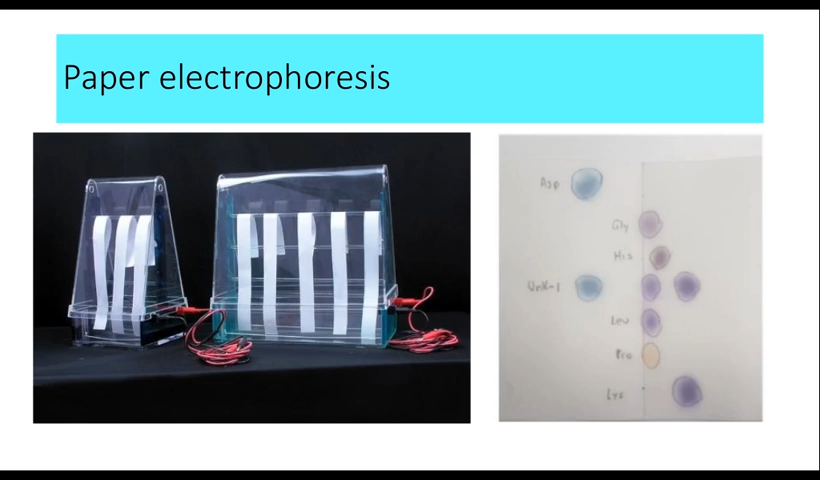 Paper electrophoresis
Asp
Gly
His
UnK-1
Leu
Pro
Lys